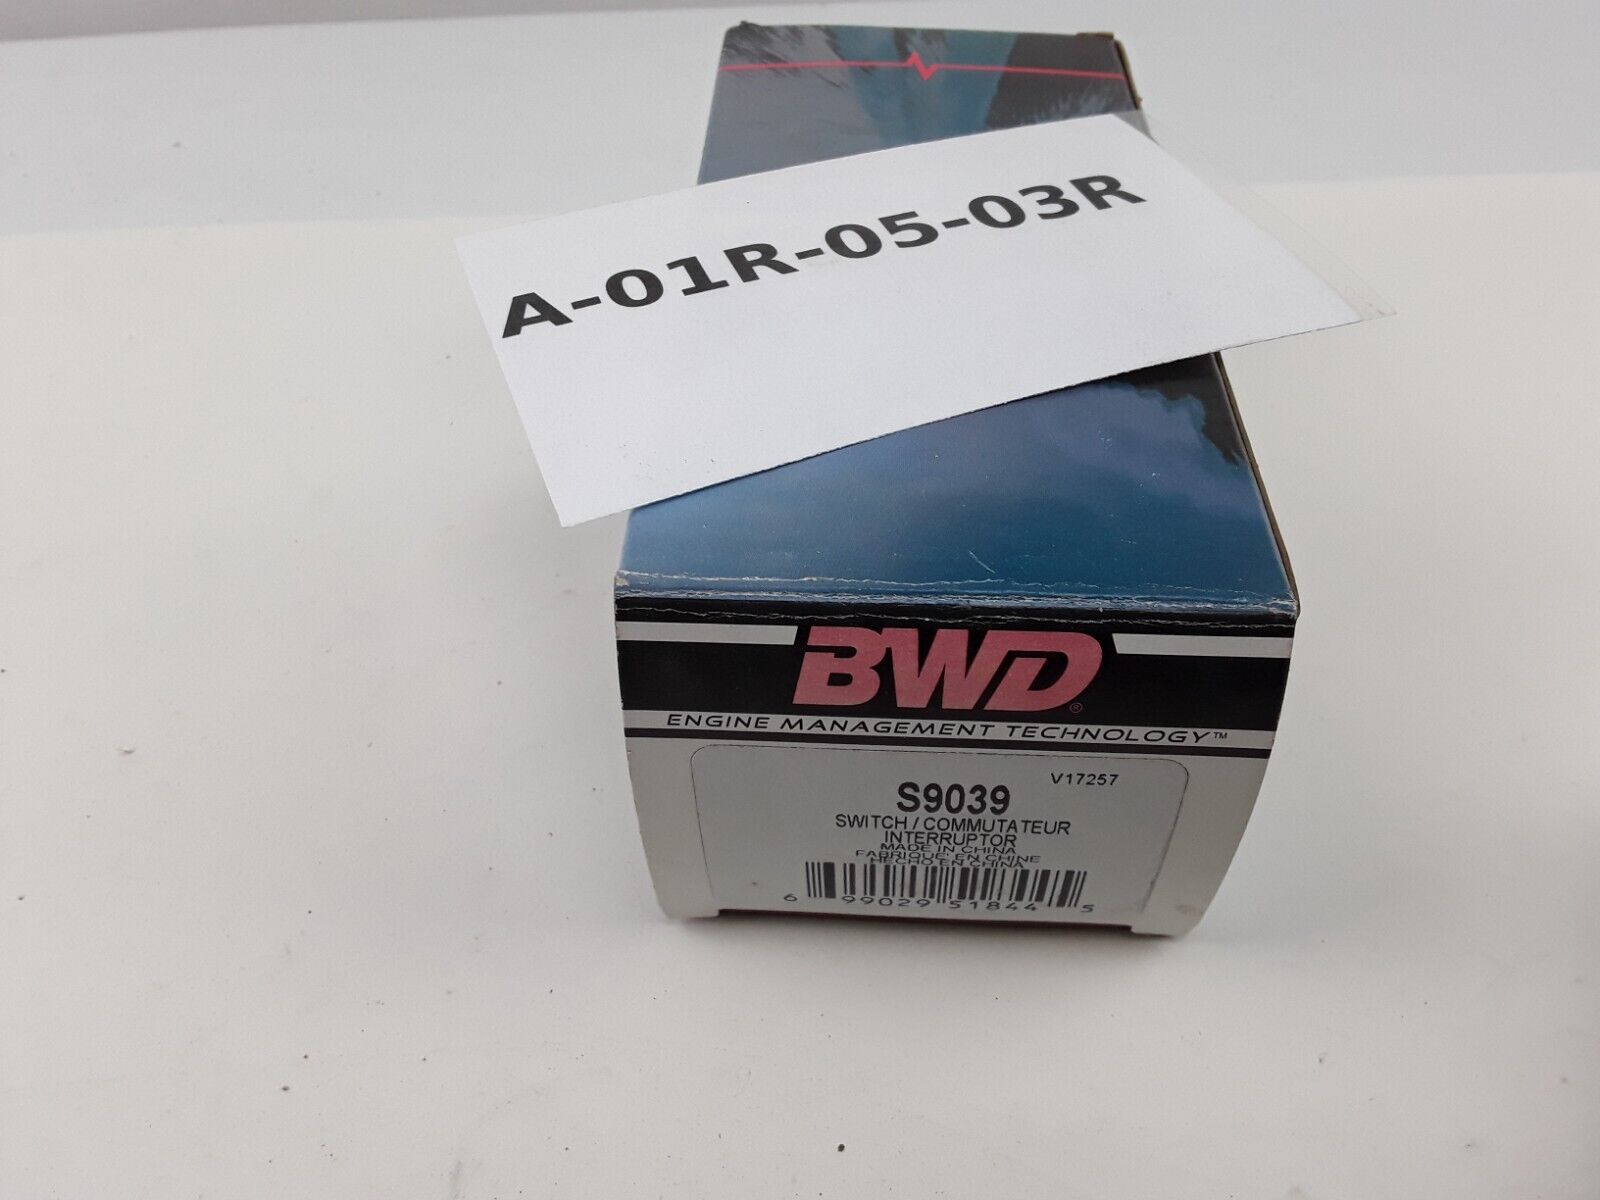 A-01R-05-03R
BWD®
ENGINE MANAGEMENT TECHNOLOGY™
V17257
S9039
SWITCH / COMMUTATEUR
INTERRUPTOR
MADE IN CHINA
FABRIQUE' EN CHINE
HECHO EN CHINA
6 99029 51844 5